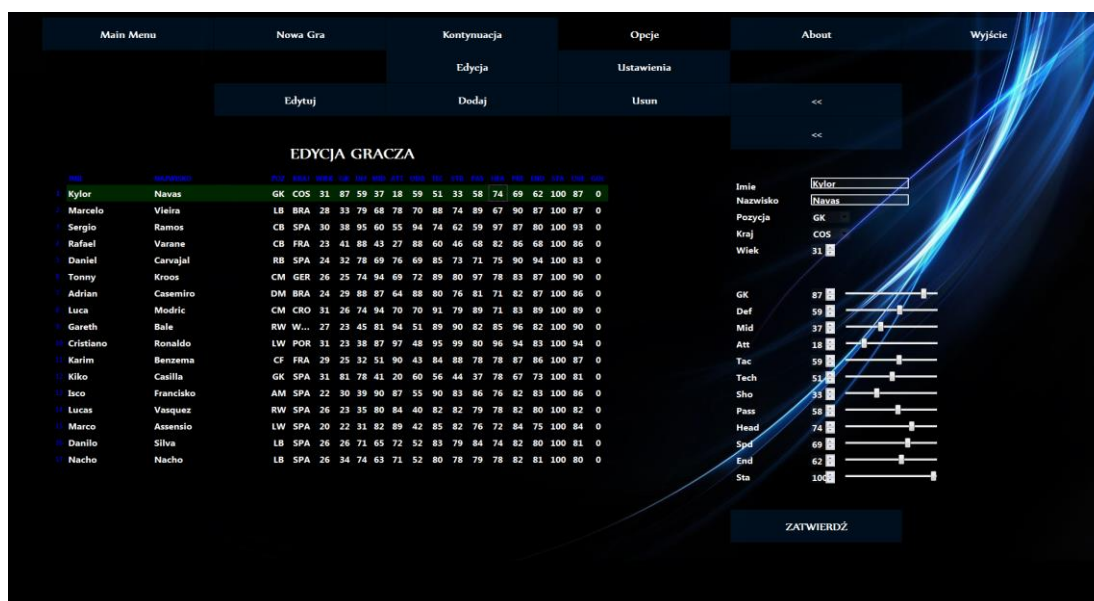 Main Menu Nowa Gra Kontynuacja Opcje About Wyjście
Edycja Ustawienia
Edytuj Dodaj Usun <<
<<
EDYCJA GRACZA
IMIE NAZWISKO
1 Kylor Navas GK COS 31 87 59 37 18 59 51 33 58 74 69 62 100 87 0
2 Marcelo Vieira LB BRA 28 33 79 68 78 70 88 74 89 67 90 87 100 87 0
3 Sergio Ramos CB SPA 30 38 95 60 55 94 74 62 59 97 87 80 100 93 0
4 Rafael Varane CB FRA 23 41 88 43 27 88 60 46 68 82 86 68 100 86 0
5 Daniel Carvajal RB SPA 24 32 78 69 76 69 85 73 71 75 90 94 100 83 0
6 Tonny Kroos CM GER 26 25 74 94 69 72 89 80 97 78 83 87 100 90 0
7 Adrian Casemiro DM BRA 24 29 88 87 64 88 80 76 81 71 82 87 100 86 0
8 Luca Modric CM CRO 31 26 74 94 70 70 91 79 89 71 83 89 100 89 0
9 Gareth Bale RW W... 27 23 45 81 94 51 89 90 82 85 96 82 100 90 0
10 Cristiano Ronaldo LW POR 31 23 38 87 97 48 95 99 80 96 94 83 100 94 0
11 Karim Benzema CF FRA 29 25 32 51 90 43 84 88 78 78 87 86 100 87 0
12 Kiko Casilla GK SPA 31 81 78 41 20 60 56 44 37 78 67 73 100 81 0
13 Isco Francisko AM SPA 22 30 39 90 87 55 90 83 86 76 82 83 100 86 0
14 Lucas Vasquez RW SPA 26 23 35 80 84 40 82 82 79 78 82 80 100 82 0
15 Marco Assensio LW SPA 20 22 31 82 89 42 85 82 76 72 84 75 100 84 0
16 Danilo Silva LB SPA 26 26 71 65 72 52 83 79 84 74 82 80 100 81 0
17 Nacho Nacho LB SPA 26 34 74 63 71 52 80 78 79 78 82 81 100 80 0
Imie Kylor
Nazwisko Navas
Pozycja GK
Kraj COS
Wiek 31
GK 87
Def 59
Mid 37
Att 18
Tac 59
Tech 51
Sho 33
Pass 58
Head 74
Spd 69
End 62
Sta 100
ZATWIERDŹ